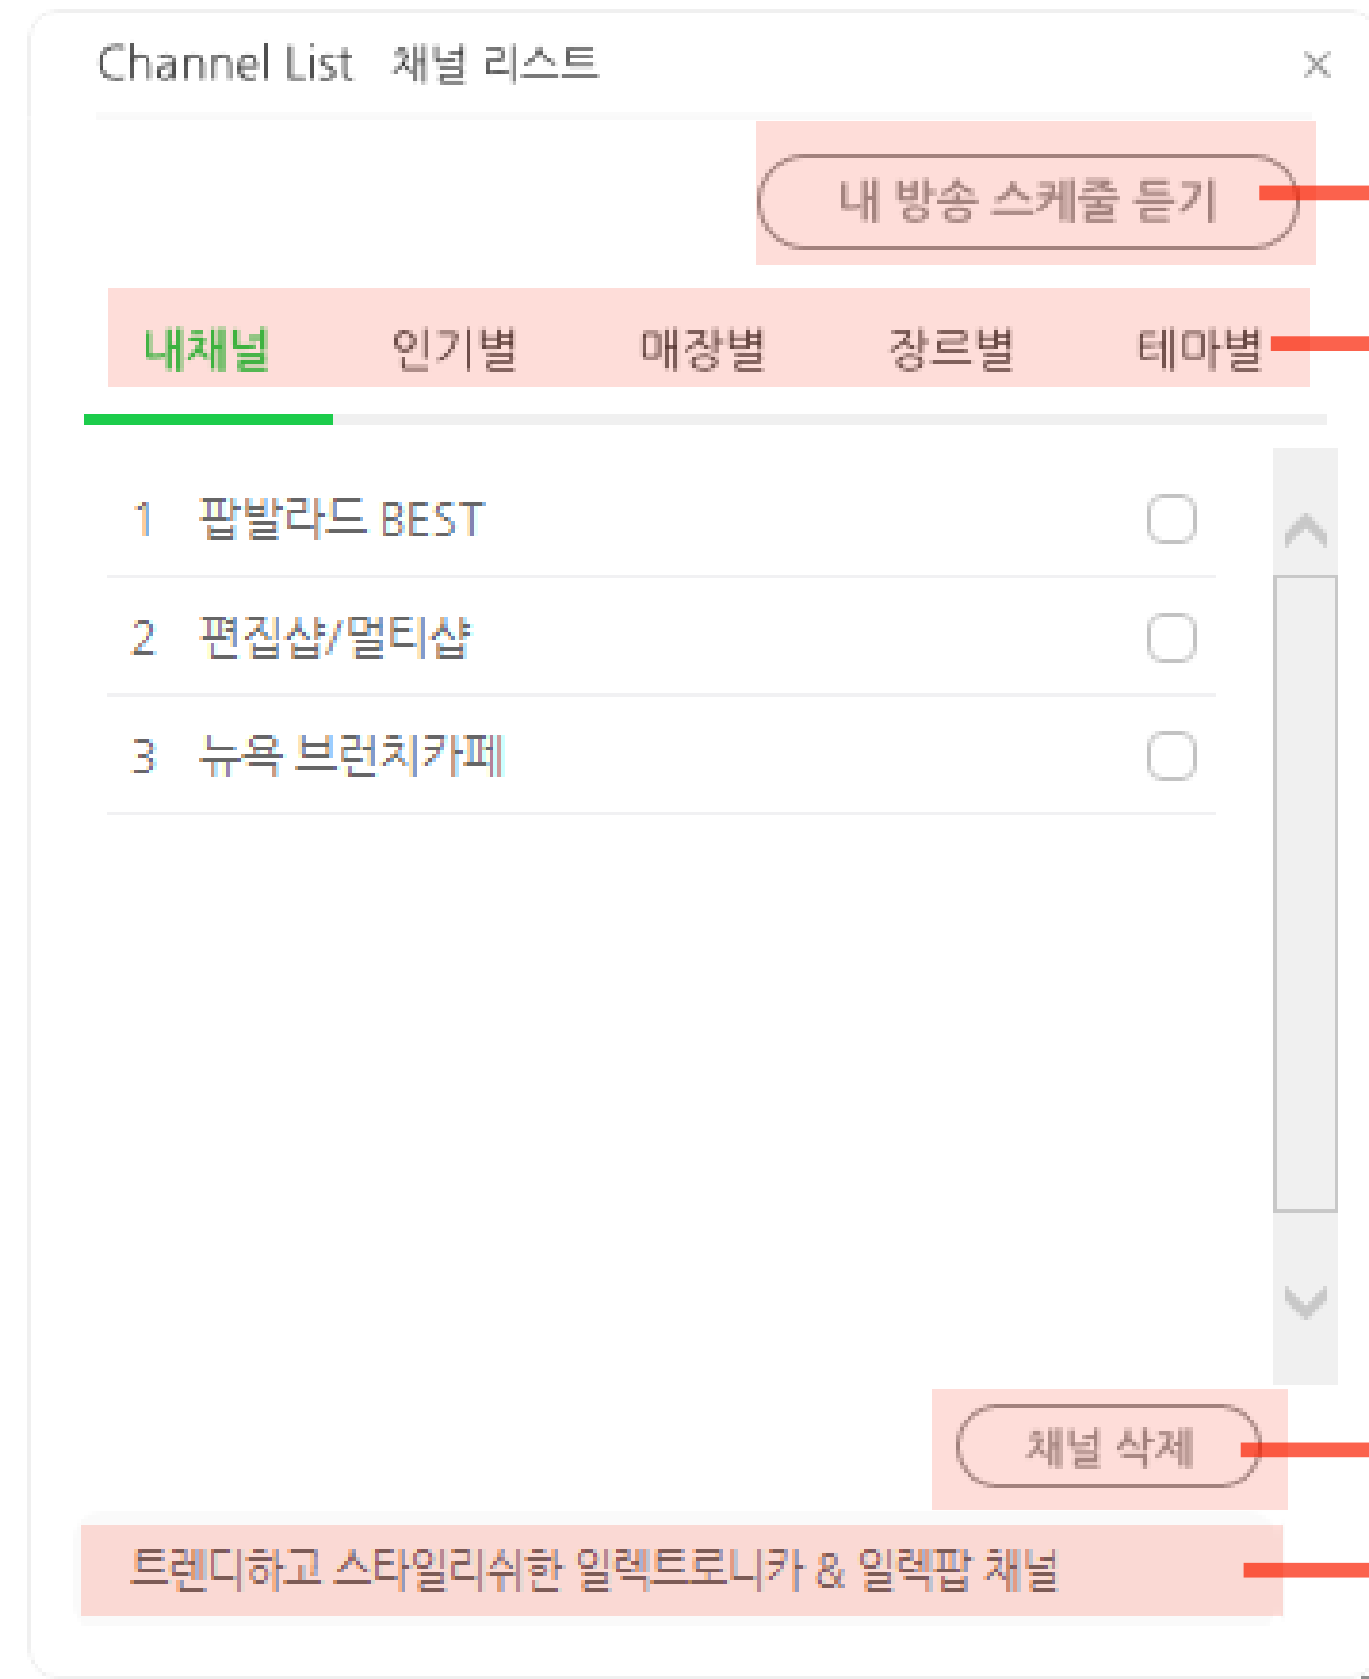 Channel List 채널 리스트
내 방송 스케줄 듣기
내채널 인기별 매장별 장르별 테마별
1 팝발라드 BEST
2 편집샵/멀티샵
3 뉴욕 브런치카페
채널 삭제
트렌디하고 스타일리쉬한 일렉트로니카 & 일렉팝 채널